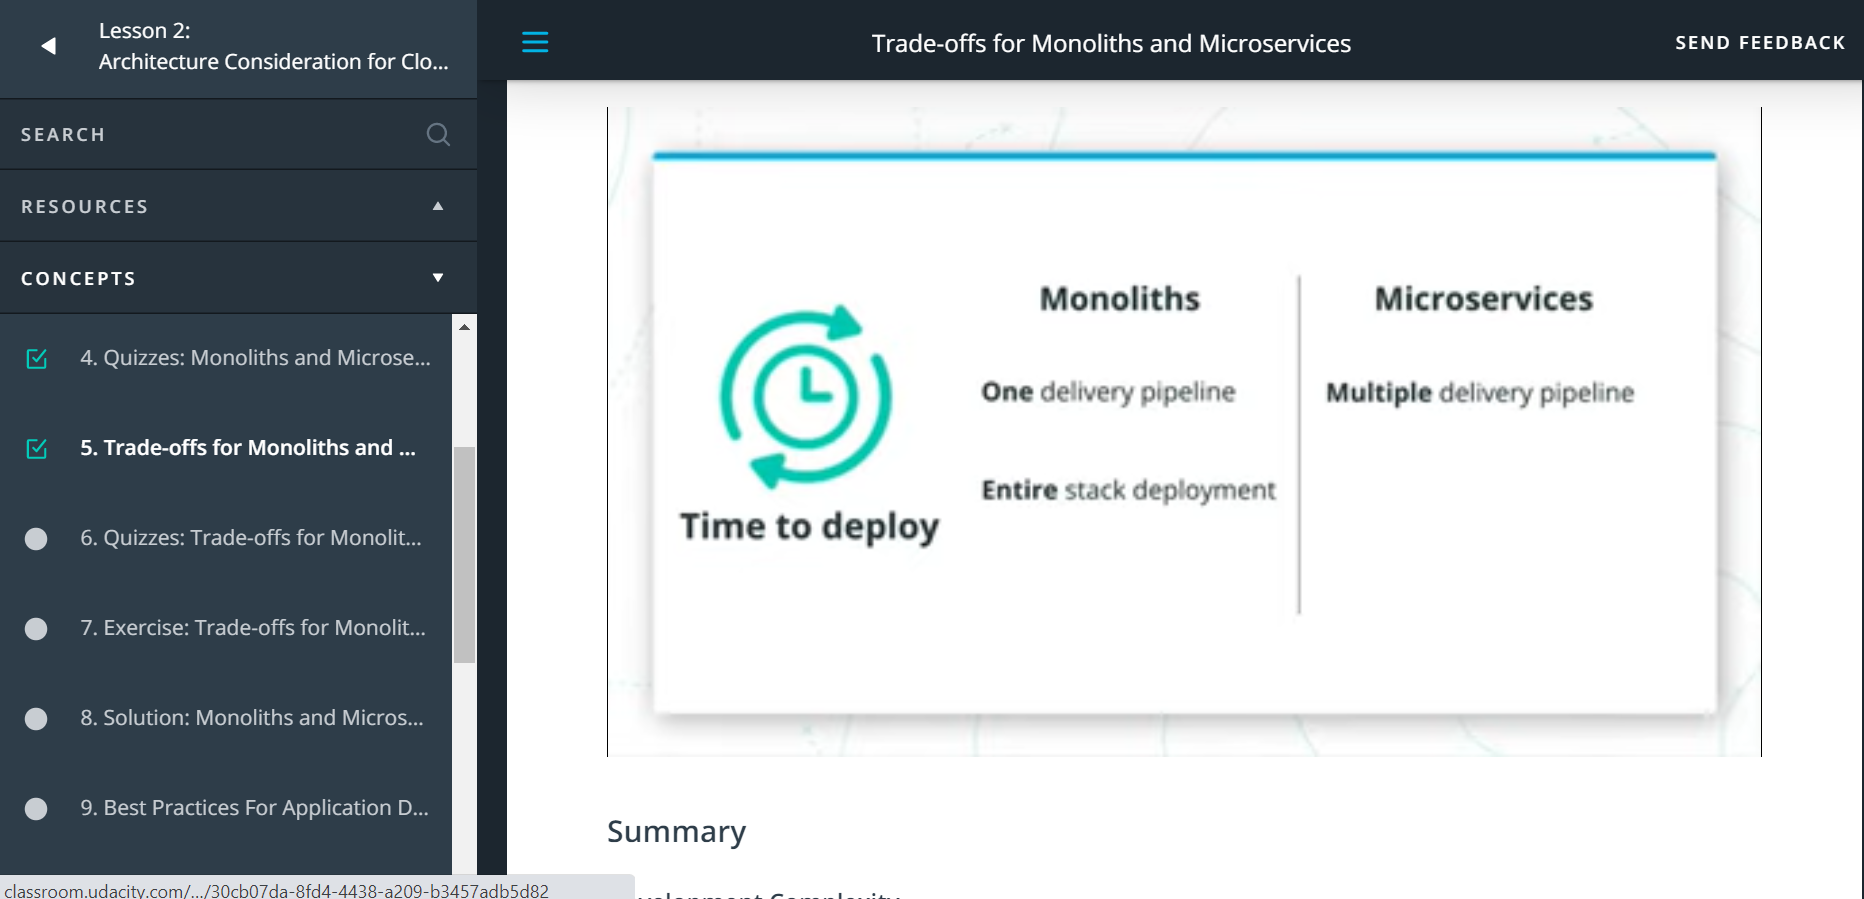 Lesson 2:
Architecture Consideration for Clo...
SEARCH
RESOURCES
CONCEPTS
4. Quizzes: Monoliths and Microse...
5. Trade-offs for Monoliths and ...
6. Quizzes: Trade-offs for Monolit...
7. Exercise: Trade-offs for Monolit...
8. Solution: Monoliths and Micros...
9. Best Practices For Application D...
classroom.udacity.com/.../30cb07da-8fd4-4438-a209-b3457adb5d82
Trade-offs for Monoliths and Microservices
SEND FEEDBACK
Time to deploy
Monoliths
One delivery pipeline
Entire stack deployment
Microservices
Multiple delivery pipeline
Summary